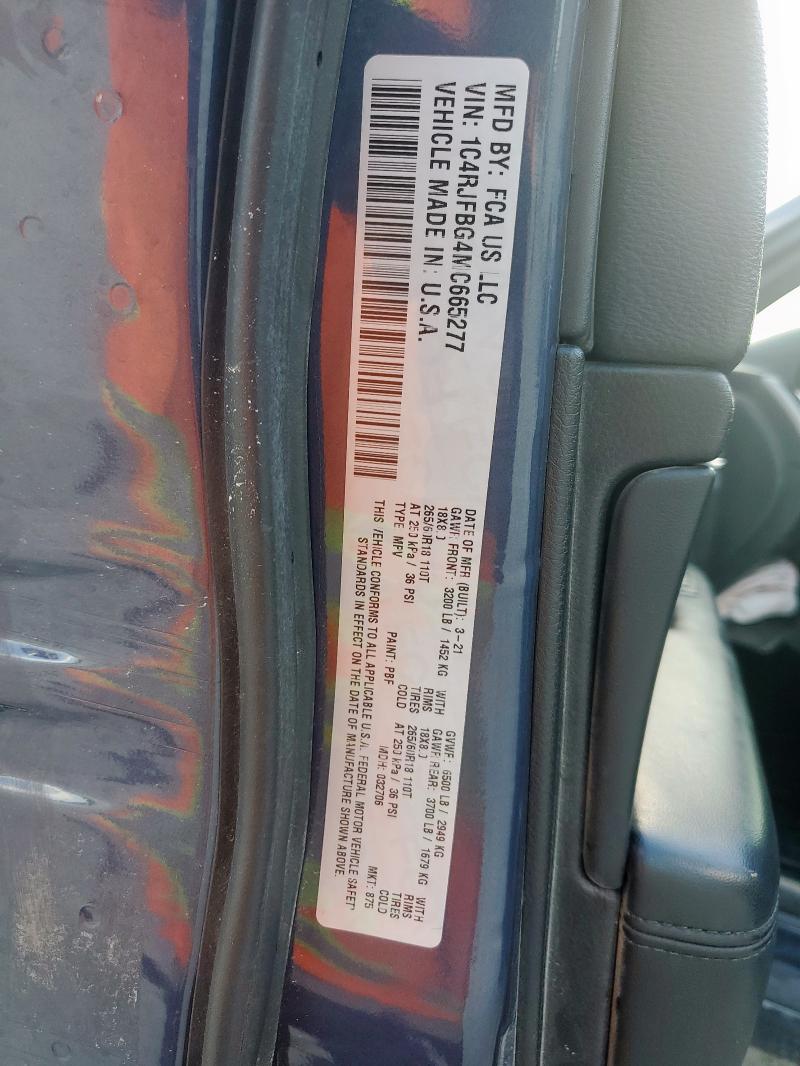 MFD BY: FCA US LLC
VIN: 1C4RJFBG4MC665277
VEHICLE MADE IN: U.S.A.
DATE OF MFR (BUILT): 3-21 GVWR: 6500 LB / 2949 KG
GAWR FRONT: 3200 LB / 1452 KG WITH GAWR REAR: 3700 LB / 1679 KG WITH
18X8.0 RIMS 18X8.0 RIMS
265/60R18 110T TIRES 265/60R18 110T TIRES
AT 250 kPa / 36 PSI COLD AT 250 kPa / 36 PSI COLD
TYPE MPV PAINT: PBF MDH: 032706 MKT: 875
THIS VEHICLE CONFORMS TO ALL APPLICABLE U.S.A. FEDERAL MOTOR VEHICLE SAFETY
STANDARDS IN EFFECT ON THE DATE OF MANUFACTURE SHOWN ABOVE.